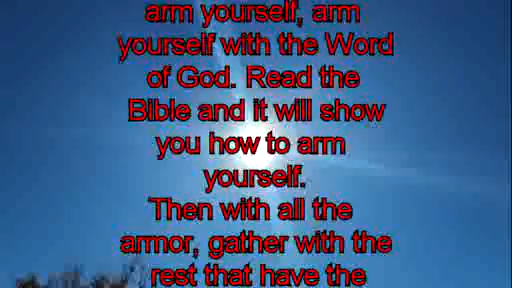 arm yourself, arm
yourself with the Word
of God. Read the
Bible and it will show
you how to arm
yourself.
Then with all the
armor, gather with the
rest that have the